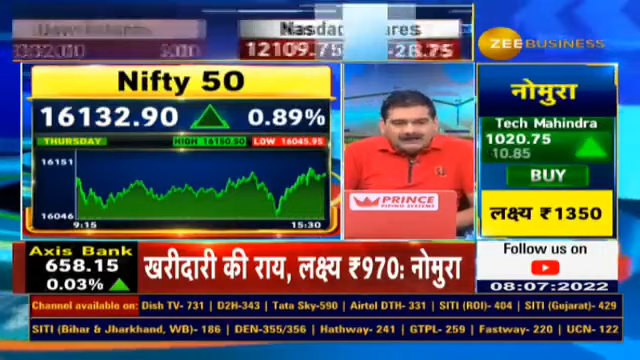 Nasdaq
12109.75
-28.75
ZEE BUSINESS
Nifty 50
16132.90 0.89%
THURSDAY HIGH 16150.50 LOW 16045.95
16151
16046
9:15 15:30
PRINCE
PIPING SYSTEMS
नोमुरा
Tech Mahindra
1020.75
10.85
BUY
लक्ष्य ₹1350
Axis Bank
658.15
0.03%
खरीदारी की राय, लक्ष्य ₹970: नोमुरा
Follow us on
08:07:2022
Channel available on: Dish TV- 731 | D2H-343 | Tata Sky-590 | Airtel DTH- 331 | SITI (ROI)- 404 | SITI (Gujarat)- 429
SITI (Bihar & Jharkhand, WB)- 186 | DEN-355/356 | Hathway- 241 | GTPL- 259 | Fastway- 220 | UCN- 122